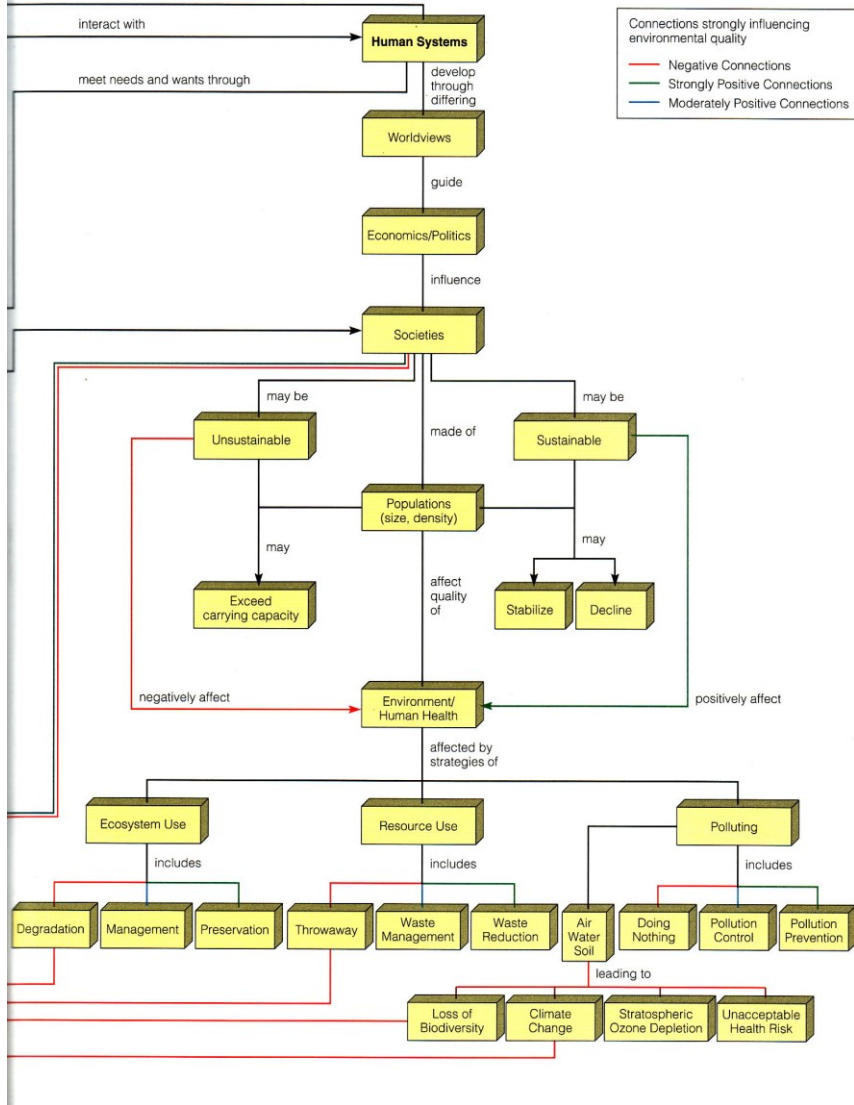 interact with
Human Systems
Connections strongly influencing
environmental quality
Negative Connections
Strongly Positive Connections
Moderately Positive Connections
meet needs and wants through
develop
through
differing
Worldviews
guide
Economics/Politics
influence
Societies
may be
may be
Unsustainable
made of
Sustainable
Populations
(size, density)
may
may
Exceed
carrying capacity
affect
quality
of
Stabilize
Decline
negatively affect
Environment/
Human Health
positively affect
affected by
strategies of
Ecosystem Use
Resource Use
Polluting
includes
includes
includes
Degradation
Management
Preservation
Throwaway
Waste
Management
Waste
Reduction
Air
Water
Soil
Doing
Nothing
Pollution
Control
Pollution
Prevention
leading to
Loss of
Biodiversity
Climate
Change
Stratospheric
Ozone Depletion
Unacceptable
Health Risk